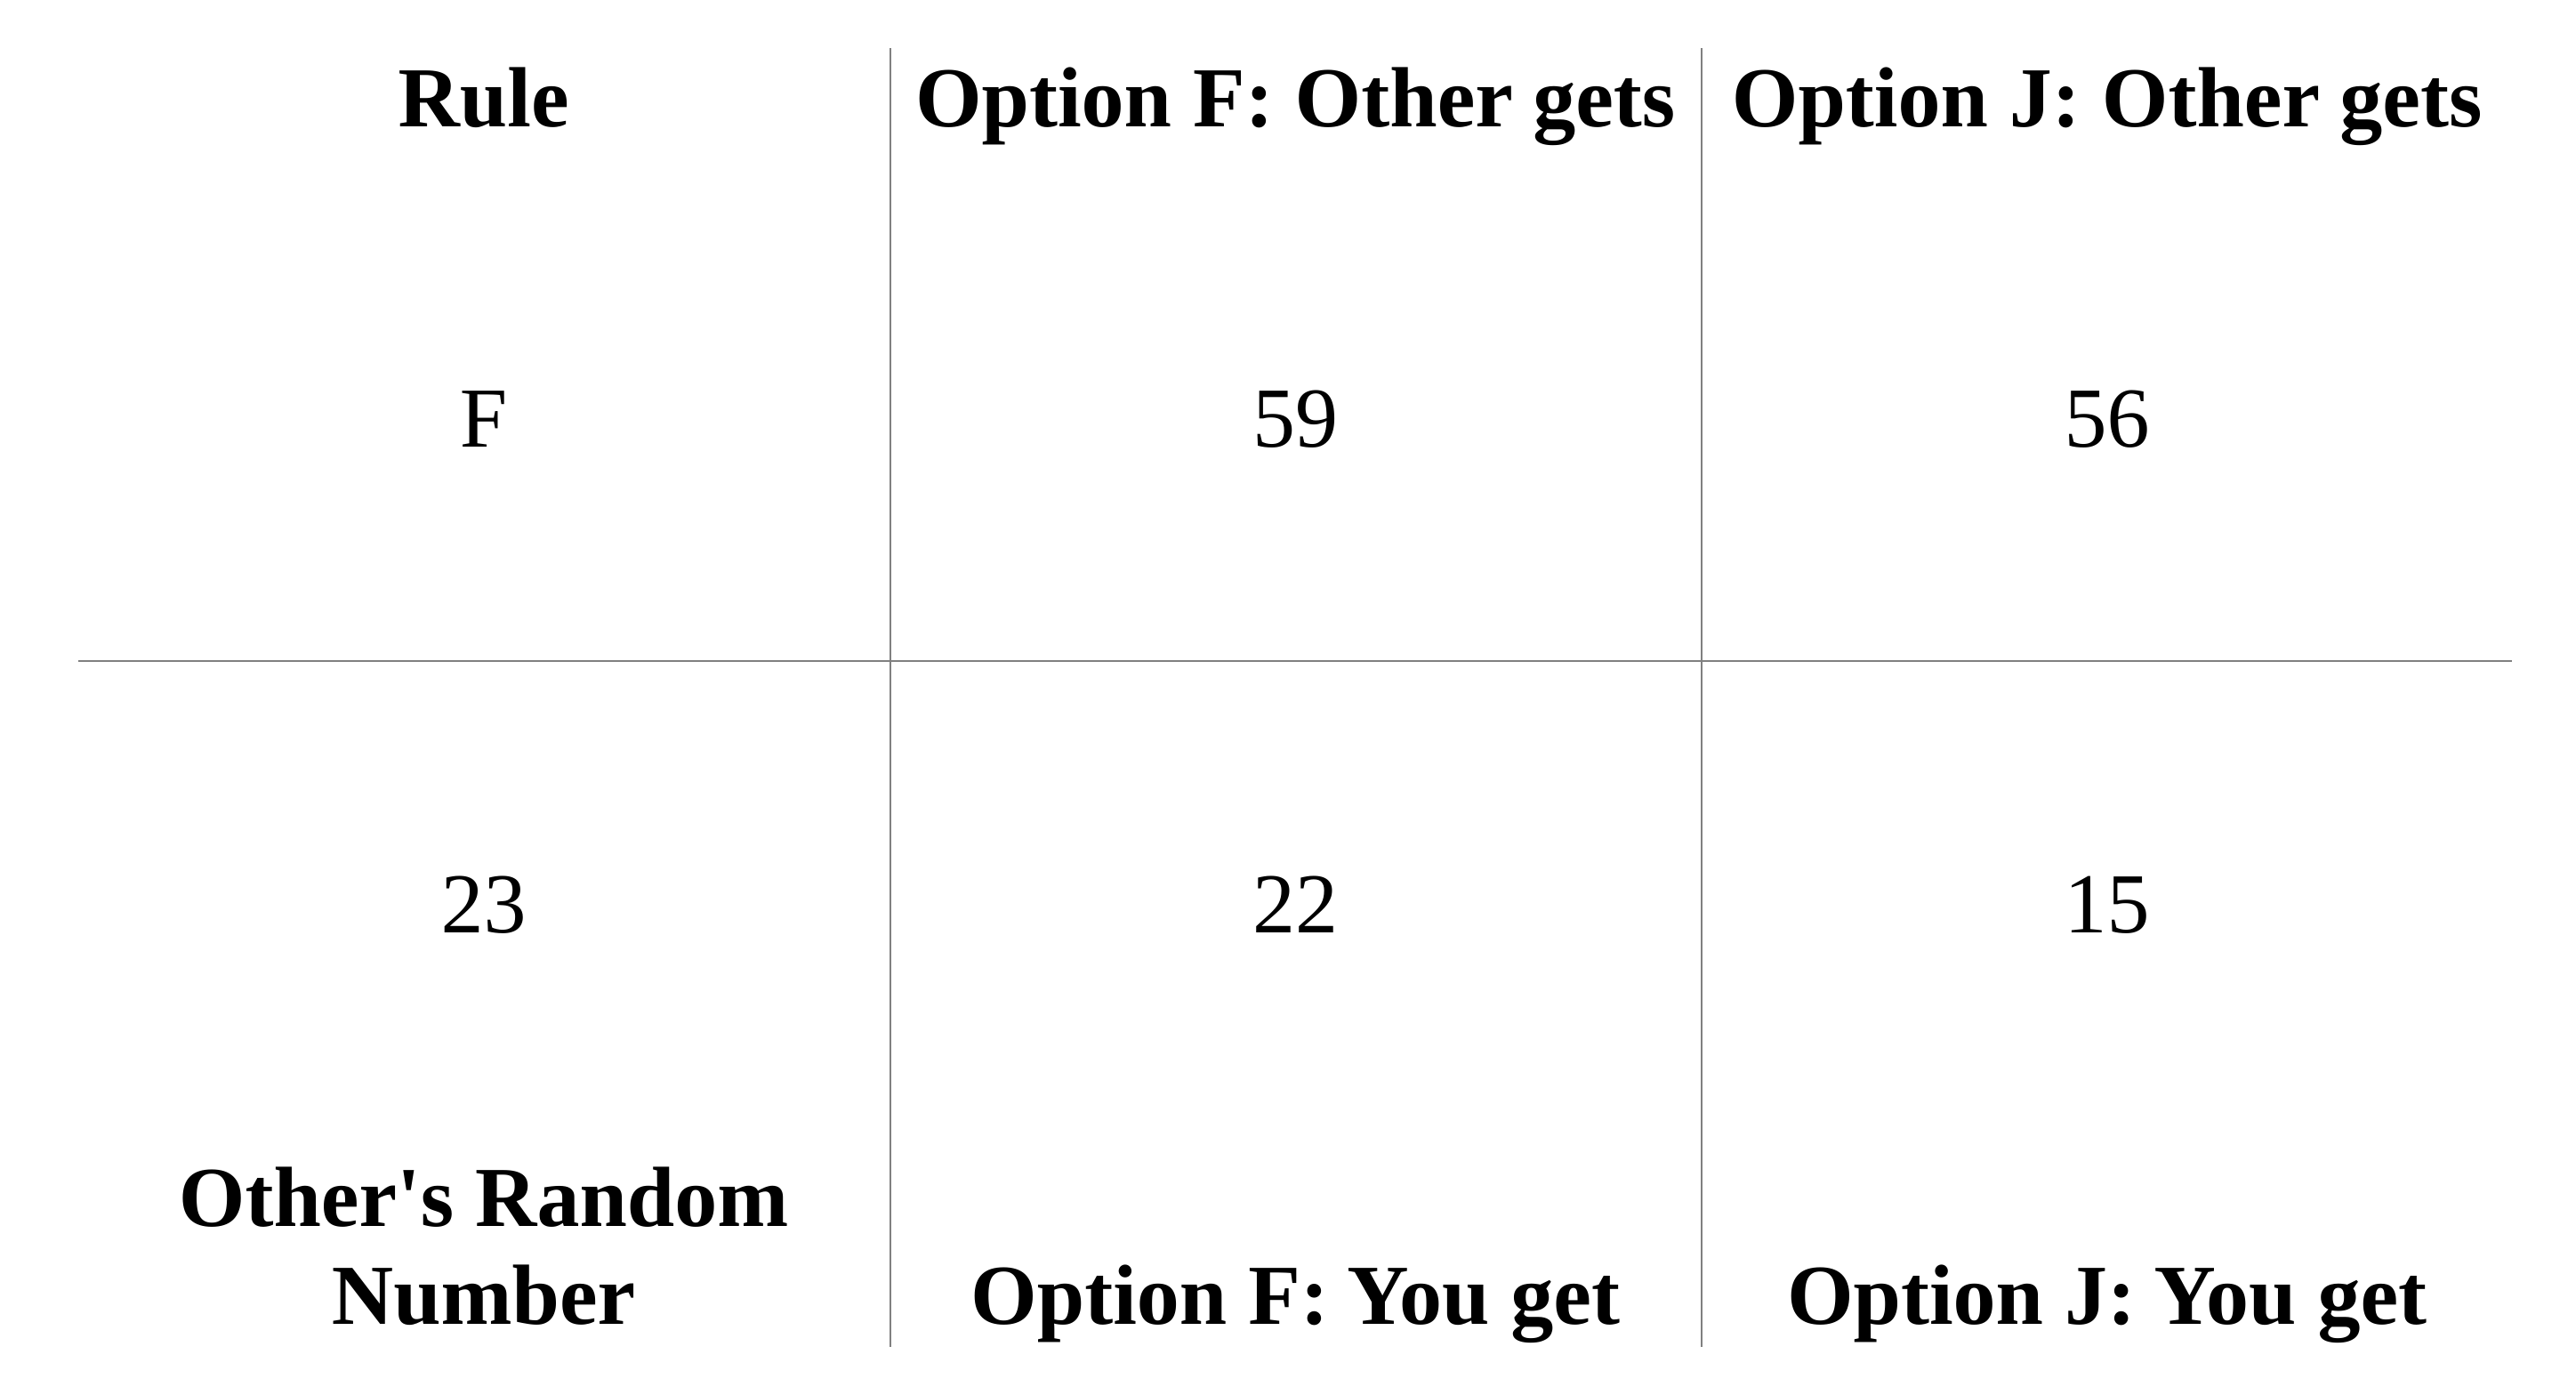 Rule
Option F: Other gets
Option J: Other gets
F
59
56
23
22
15
Other's Random
Number
Option F: You get
Option J: You get